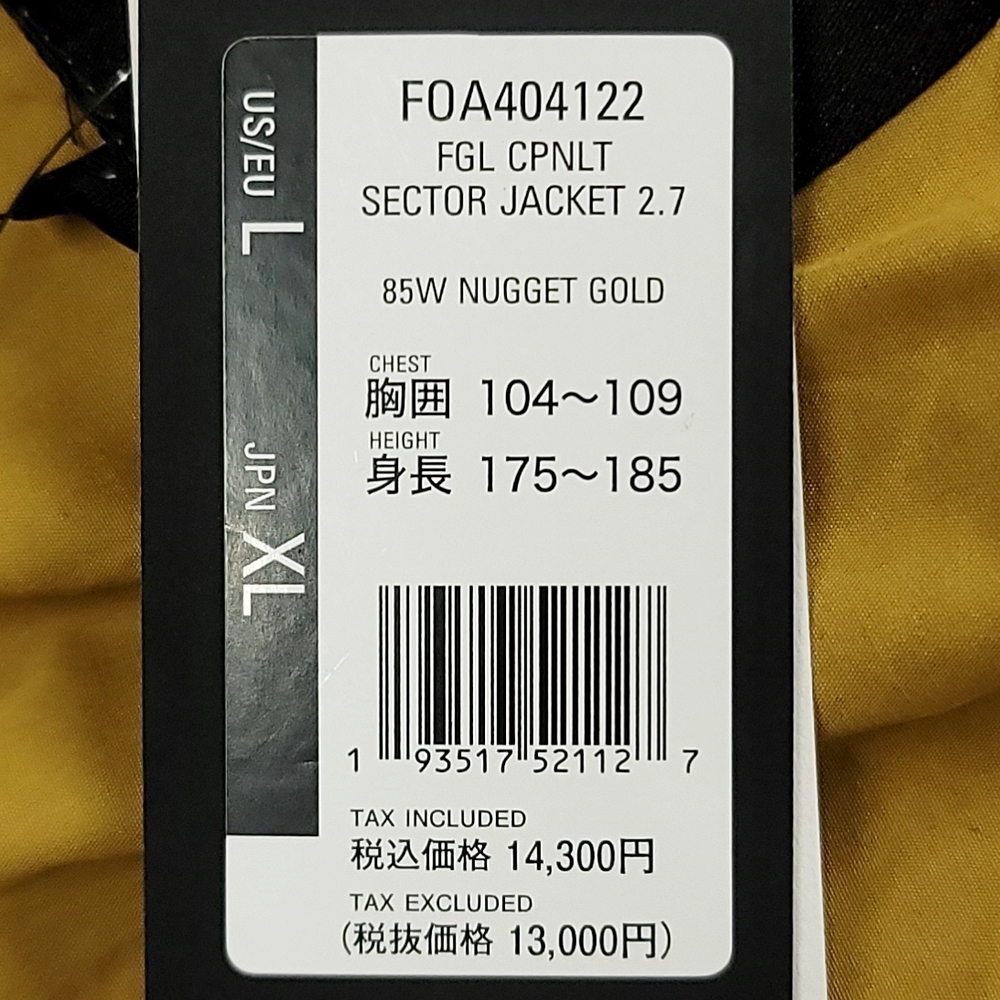 US/EU L
JPN XL
FOA404122
FGL CPNLT
SECTOR JACKET 2.7
85W NUGGET GOLD
CHEST
胸囲 104～109
HEIGHT
身長 175～185
1 93517 52112 7
TAX INCLUDED
税込価格 14,300円
TAX EXCLUDED
(税抜価格 13,000円)